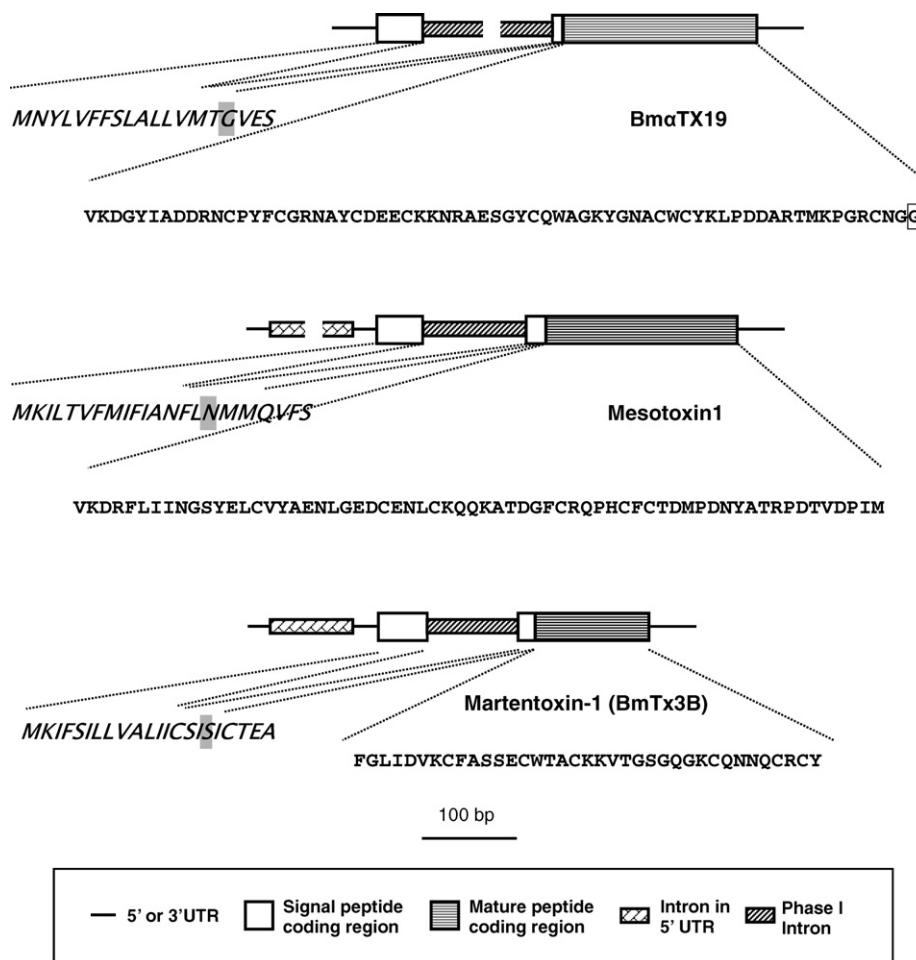 MNYLVFFSLALLVMTGVES
BmαTX19
VKDGYIADDRNCPYFCGRNAYCDEECKKNRAESGYCQWAGKYGNACWCYKLPDDARTMKPGRCNGG
MKILTVFMIFIANFLNMMQVFS
Mesotoxin1
VKDRFLIINGSYELCVYAENLGEDCENLCKQQKATDGFCRQPHCFCTDMPDNYATRPDTVDPIM
MKIFSILLVALIICSISICTEA
Martentoxin-1 (BmTx3B)
FGLIDVKCFASSECWTACKKVTGSGQGKCQNNQCRCY
100 bp
5' or 3'UTR
Signal peptide coding region
Mature peptide coding region
Intron in 5' UTR
Phase I Intron